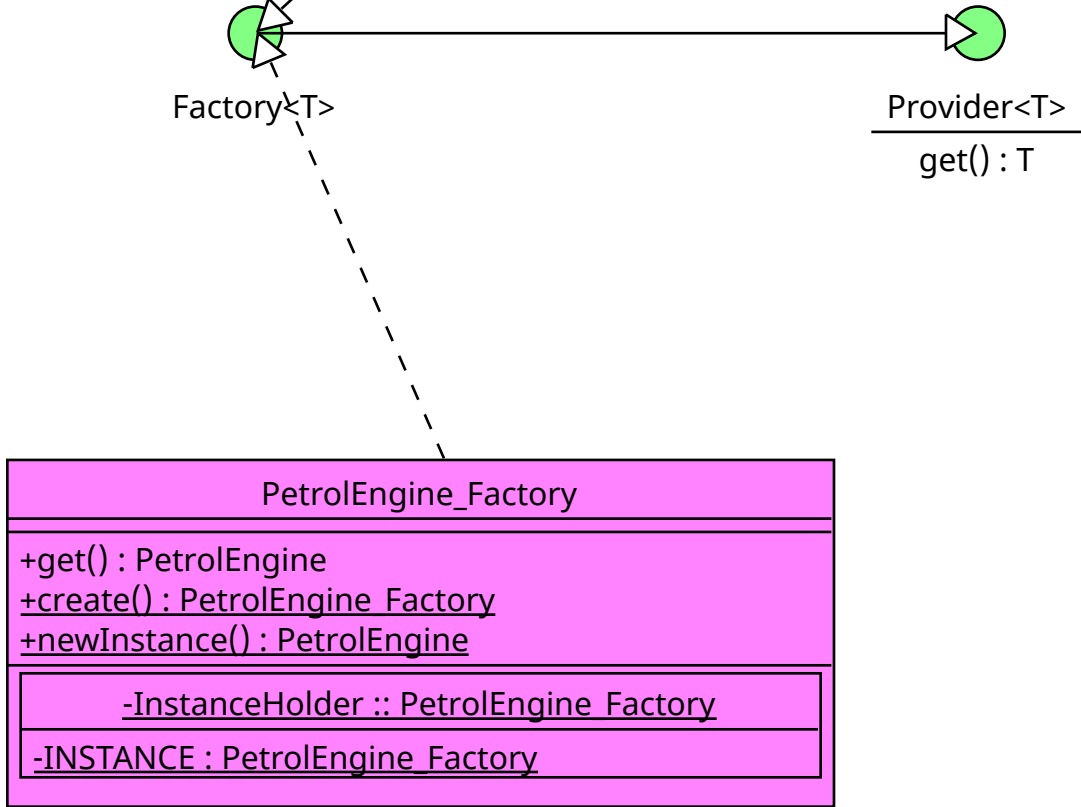 Factory<T>
Provider<T>
get() : T
PetrolEngine_Factory
+get() : PetrolEngine
+create() : PetrolEngine_Factory
+newInstance() : PetrolEngine
-InstanceHolder :: PetrolEngine_Factory
-INSTANCE : PetrolEngine_Factory